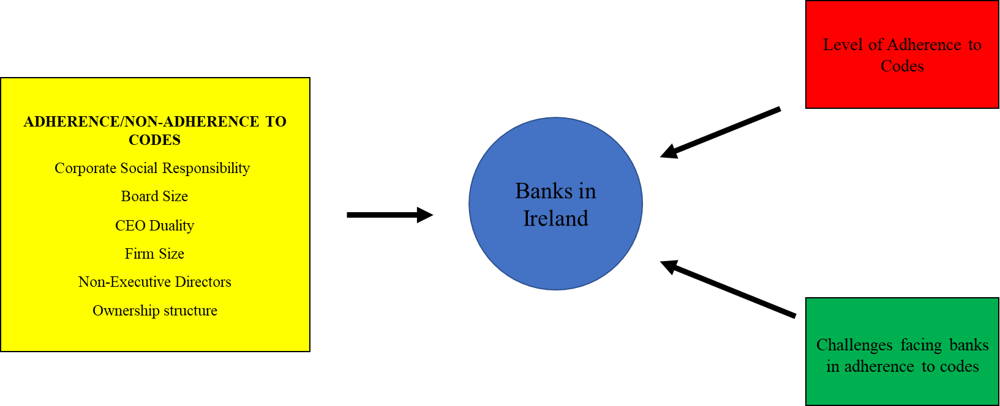 ADHERENCE/NON-ADHERENCE TO
CODES
Corporate Social Responsibility
Board Size
CEO Duality
Firm Size
Non-Executive Directors
Ownership structure
Banks in
Ireland
Level of Adherence to
Codes
Challenges facing banks
in adherence to codes